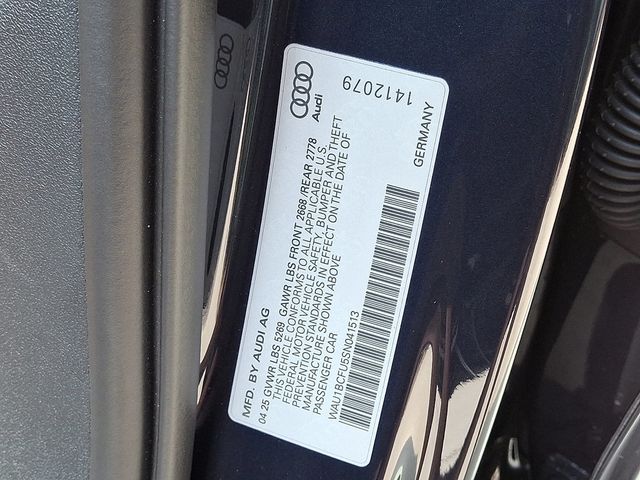 Audi
1412079
MFD. BY AUDI AG
GERMANY
04 25 GVWR LBS 5269 GAWR LBS FRONT 2668 /REAR 2778
THIS VEHICLE CONFORMS TO ALL APPLICABLE U.S.
FEDERAL MOTOR VEHICLE SAFETY, BUMPER AND THEFT
PREVENTION STANDARDS IN EFFECT ON THE DATE OF
MANUFACTURE SHOWN ABOVE
PASSENGER CAR
WAU1BCFU5SN041513